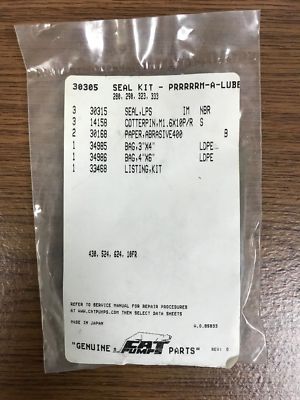 30305 SEAL KIT - PRRRRRM-A-LUBE
280, 290, 323, 333
3 30315 SEAL,LPS IM NBR
3 14158 COTTERPIN,M1.6X10P/R S
2 30168 PAPER,ABRASIVE400 B
1 34985 BAG,3"X4" LDPE
1 34986 BAG,4"X6" LDPE
1 33468 LISTING,KIT
430, 524, 624, 10FR
REFER TO SERVICE MANUAL FOR REPAIR PROCEDURES
AT WWW.CATPUMPS.COM THEN SELECT DATA SHEETS
MADE IN JAPAN
"GENUINE CAT PUMPS PARTS" REV: D